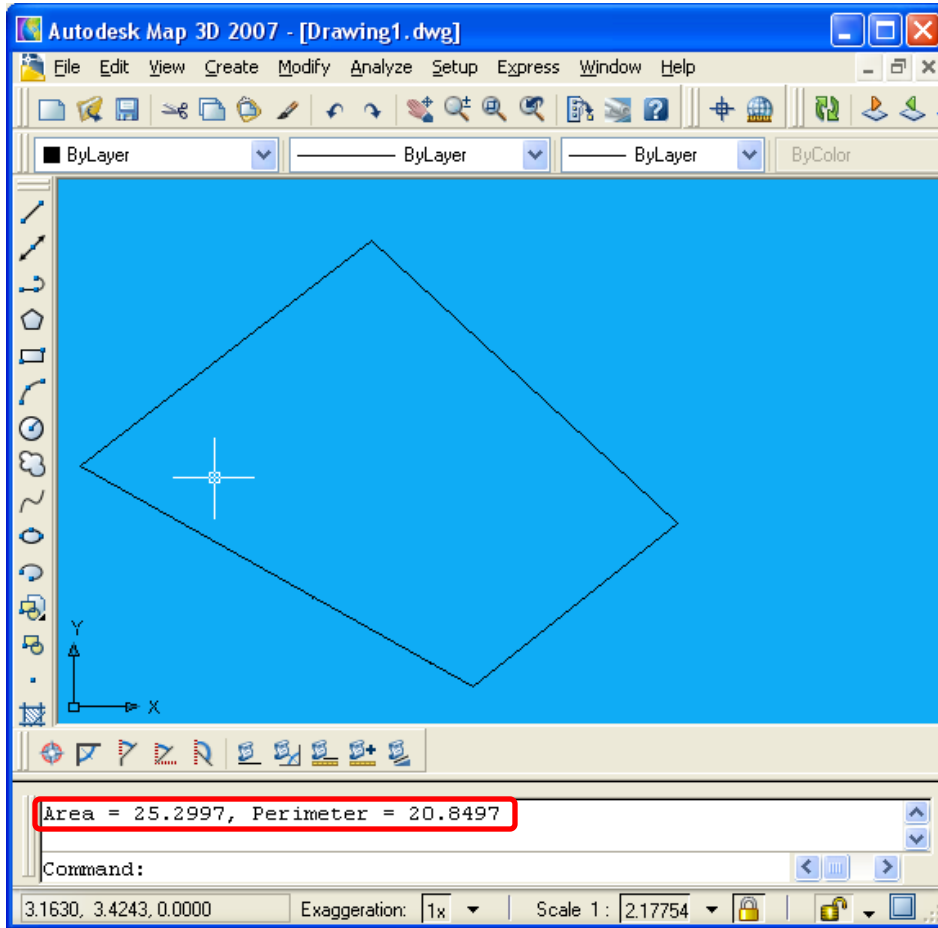 Autodesk Map 3D 2007 - [Drawing1.dwg]
File Edit View Create Modify Analyze Setup Express Window Help
ByLayer ByLayer ByLayer ByColor
Y
X
Area = 25.2997, Perimeter = 20.8497
Command:
3.1630, 3.4243, 0.0000 Exaggeration: 1x Scale 1: 2.17754